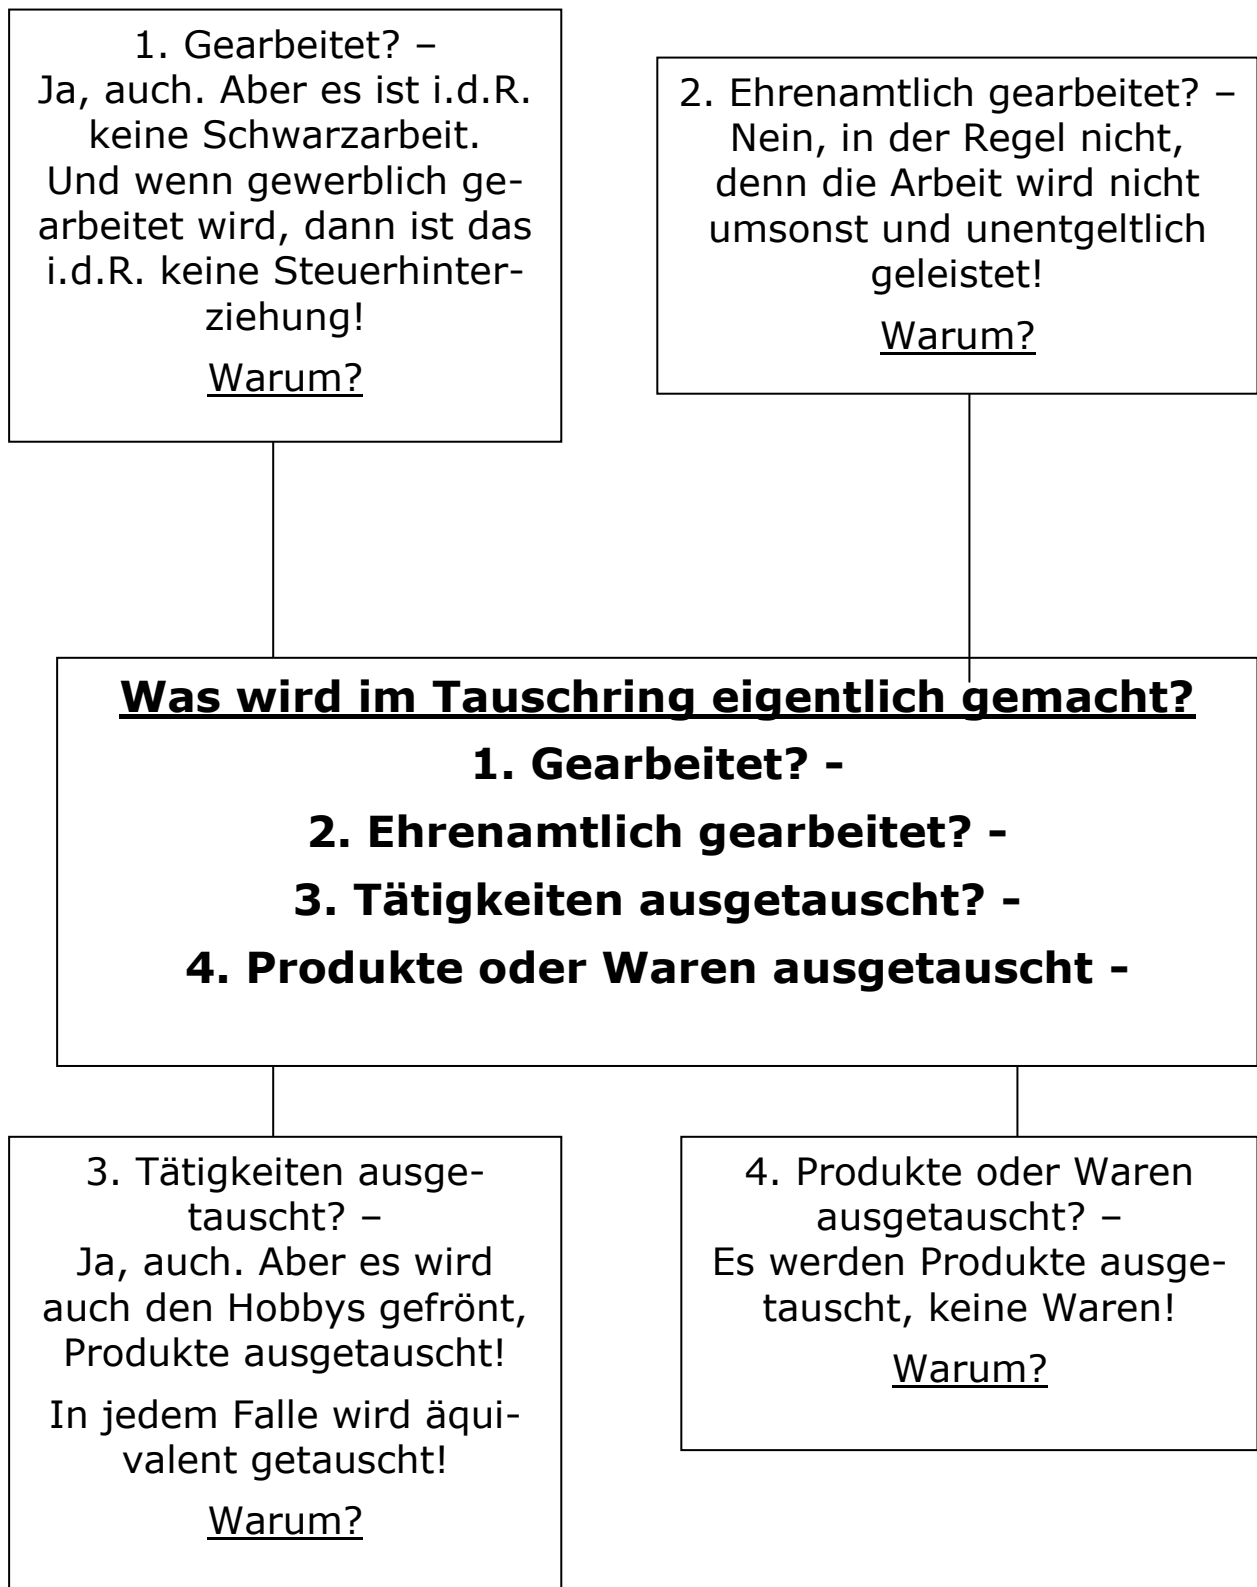 1. Gearbeitet? –
Ja, auch. Aber es ist i.d.R.
keine Schwarzarbeit.
Und wenn gewerblich ge-
arbeitet wird, dann ist das
i.d.R. keine Steuerhinter-
ziehung!
Warum?
2. Ehrenamtlich gearbeitet? –
Nein, in der Regel nicht,
denn die Arbeit wird nicht
umsonst und unentgeltlich
geleistet!
Warum?
Was wird im Tauschring eigentlich gemacht?
1. Gearbeitet? -
2. Ehrenamtlich gearbeitet? -
3. Tätigkeiten ausgetauscht? -
4. Produkte oder Waren ausgetauscht -
3. Tätigkeiten ausge-
tauscht? –
Ja, auch. Aber es wird
auch den Hobbys gefrönt,
Produkte ausgetauscht!
In jedem Falle wird äqui-
valent getauscht!
Warum?
4. Produkte oder Waren
ausgetauscht? –
Es werden Produkte ausge-
tauscht, keine Waren!
Warum?